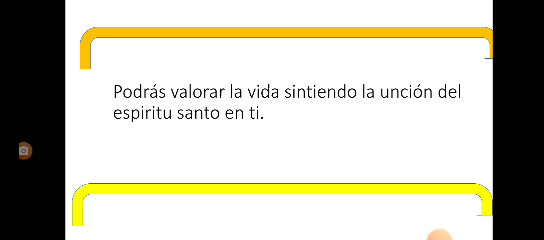 Podrás valorar la vida sintiendo la unción del
espiritu santo en ti.